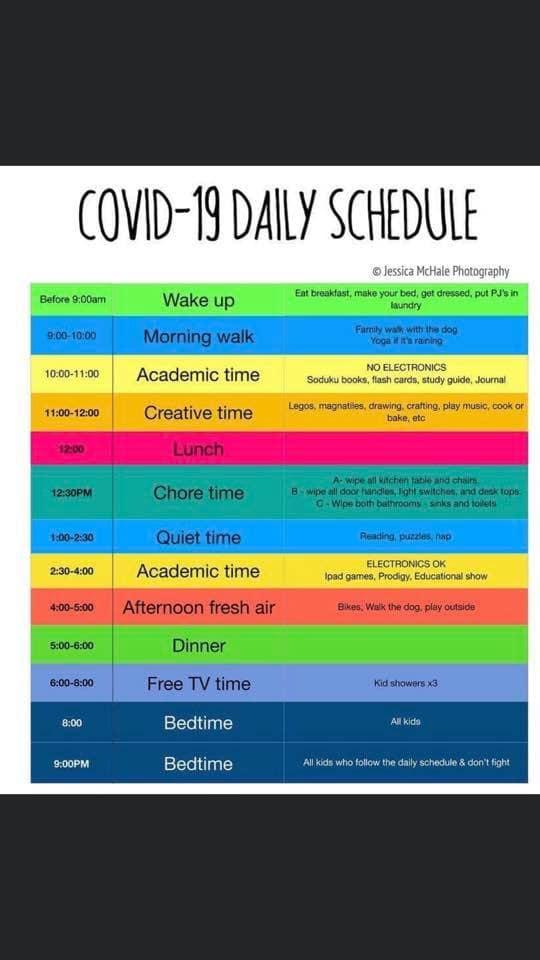 COVID-19 DAILY SCHEDULE
© Jessica McHale Photography
Before 9:00am Wake up Eat breakfast, make your bed, get dressed, put PJ's in
laundry
9:00-10:00 Morning walk Family walk with the dog
Yoga if it's raining
10:00-11:00 Academic time NO ELECTRONICS
Soduku books, flash cards, study guide, Journal
11:00-12:00 Creative time Legos, magnatiles, drawing, crafting, play music, cook or
bake, etc
12:00 Lunch
12:30PM Chore time A- wipe all kitchen table and chairs.
B - wipe all door handles, light switches, and desk tops
C - Wipe both bathrooms - sinks and toilets
1:00-2:30 Quiet time Reading, puzzles, nap
2:30-4:00 Academic time ELECTRONICS OK
Ipad games, Prodigy, Educational show
4:00-5:00 Afternoon fresh air Bikes, Walk the dog, play outside
5:00-6:00 Dinner
6:00-8:00 Free TV time Kid showers x3
8:00 Bedtime All kids
9:00PM Bedtime All kids who follow the daily schedule & don't fight